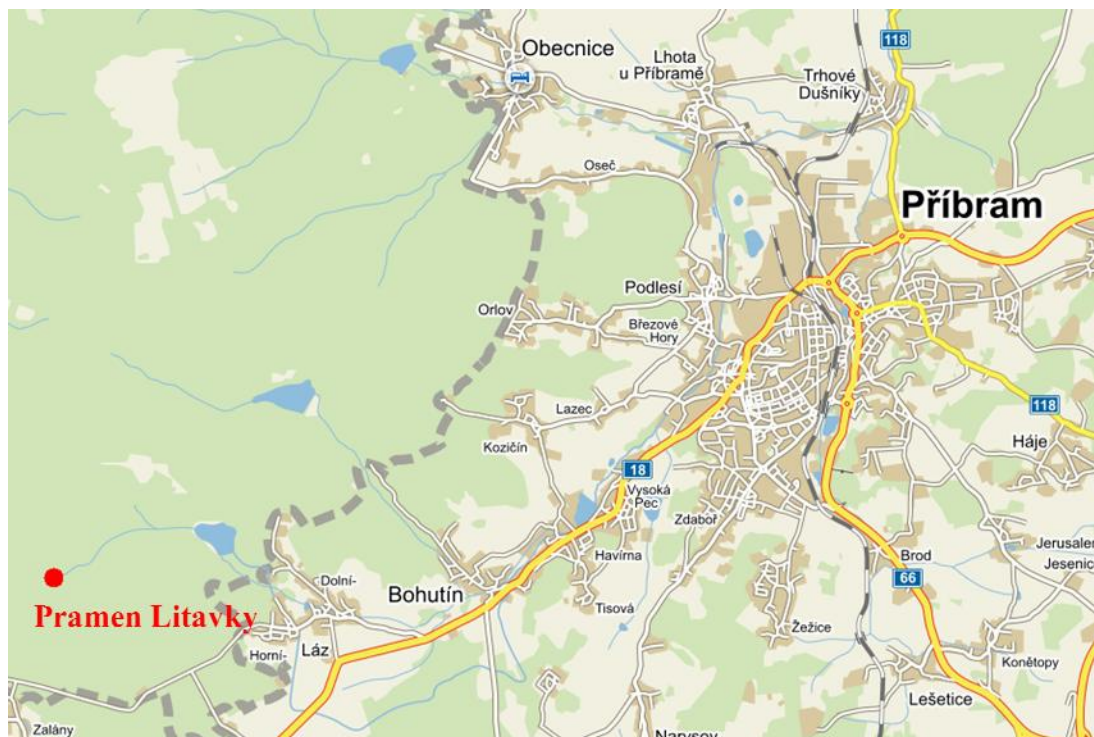 118
Obecnice
Lhota
u Příbramě
Trhové
Dušníky
Oseč
Příbram
Podlesí
Orlov
Březové
Hory
Lazec
Kozičín
118
Háje
18
Vysoká
Pec
Zdaboř
Jerusalem
Jesenic
Havírna
Brod
66
Dolní-
Bohutín
Tisová
Pramen Litavky
Žežice
Horní-
Láz
Konětopy
Lešetice
Zalány
Narysov